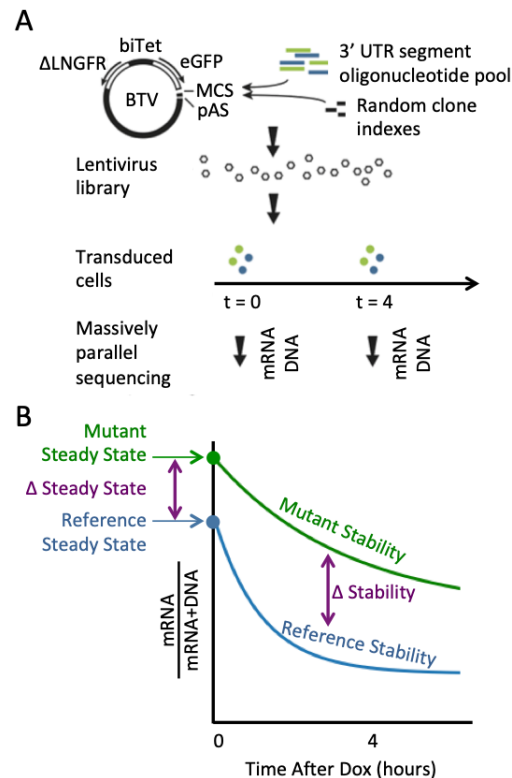 A
biTet
ΔLNGFR
eGFP
BTV
MCS
pAS
3’ UTR segment
oligonucleotide pool
Random clone
indexes
Lentivirus
library
Transduced
cells
t = 0
t = 4
Massively
parallel
sequencing
mRNA
DNA
mRNA
DNA
B
Mutant
Steady State
Δ Steady State
Reference
Steady State
Mutant Stability
Δ Stability
Reference Stability
mRNA
mRNA+DNA
0
4
Time After Dox (hours)